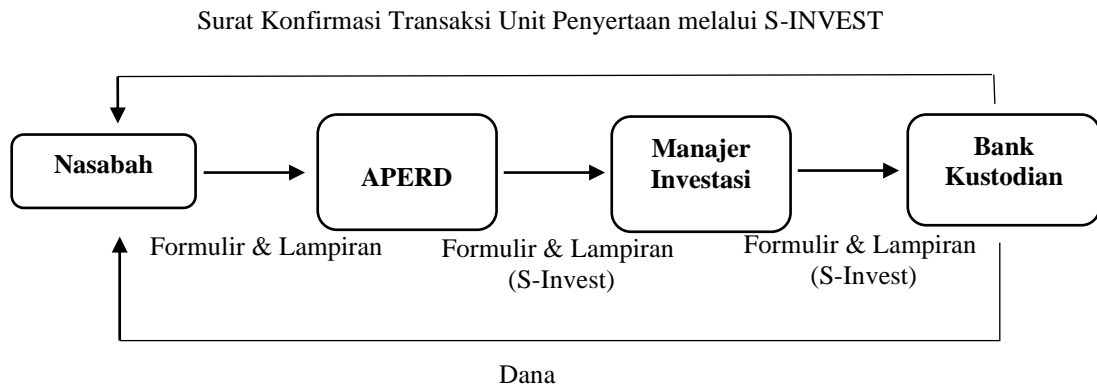 Surat Konfirmasi Transaksi Unit Penyertaan melalui S-INVEST
Nasabah
APERD
Manajer
Investasi
Bank
Kustodian
Formulir & Lampiran
Formulir & Lampiran
(S-Invest)
Formulir & Lampiran
(S-Invest)
Dana